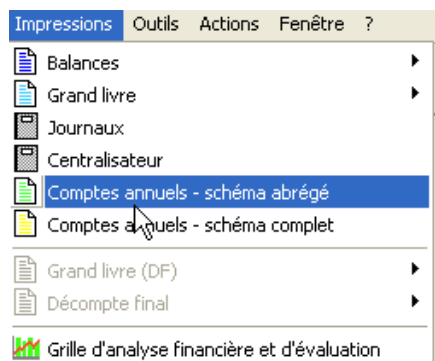 Impressions Outils Actions Fenêtre ?
Balances
Grand livre
Journaux
Centralisateur
Comptes annuels - schéma abrégé
Comptes annuels - schéma complet
Grand livre (DF)
Décompte final
Grille d'analyse financière et d'évaluation